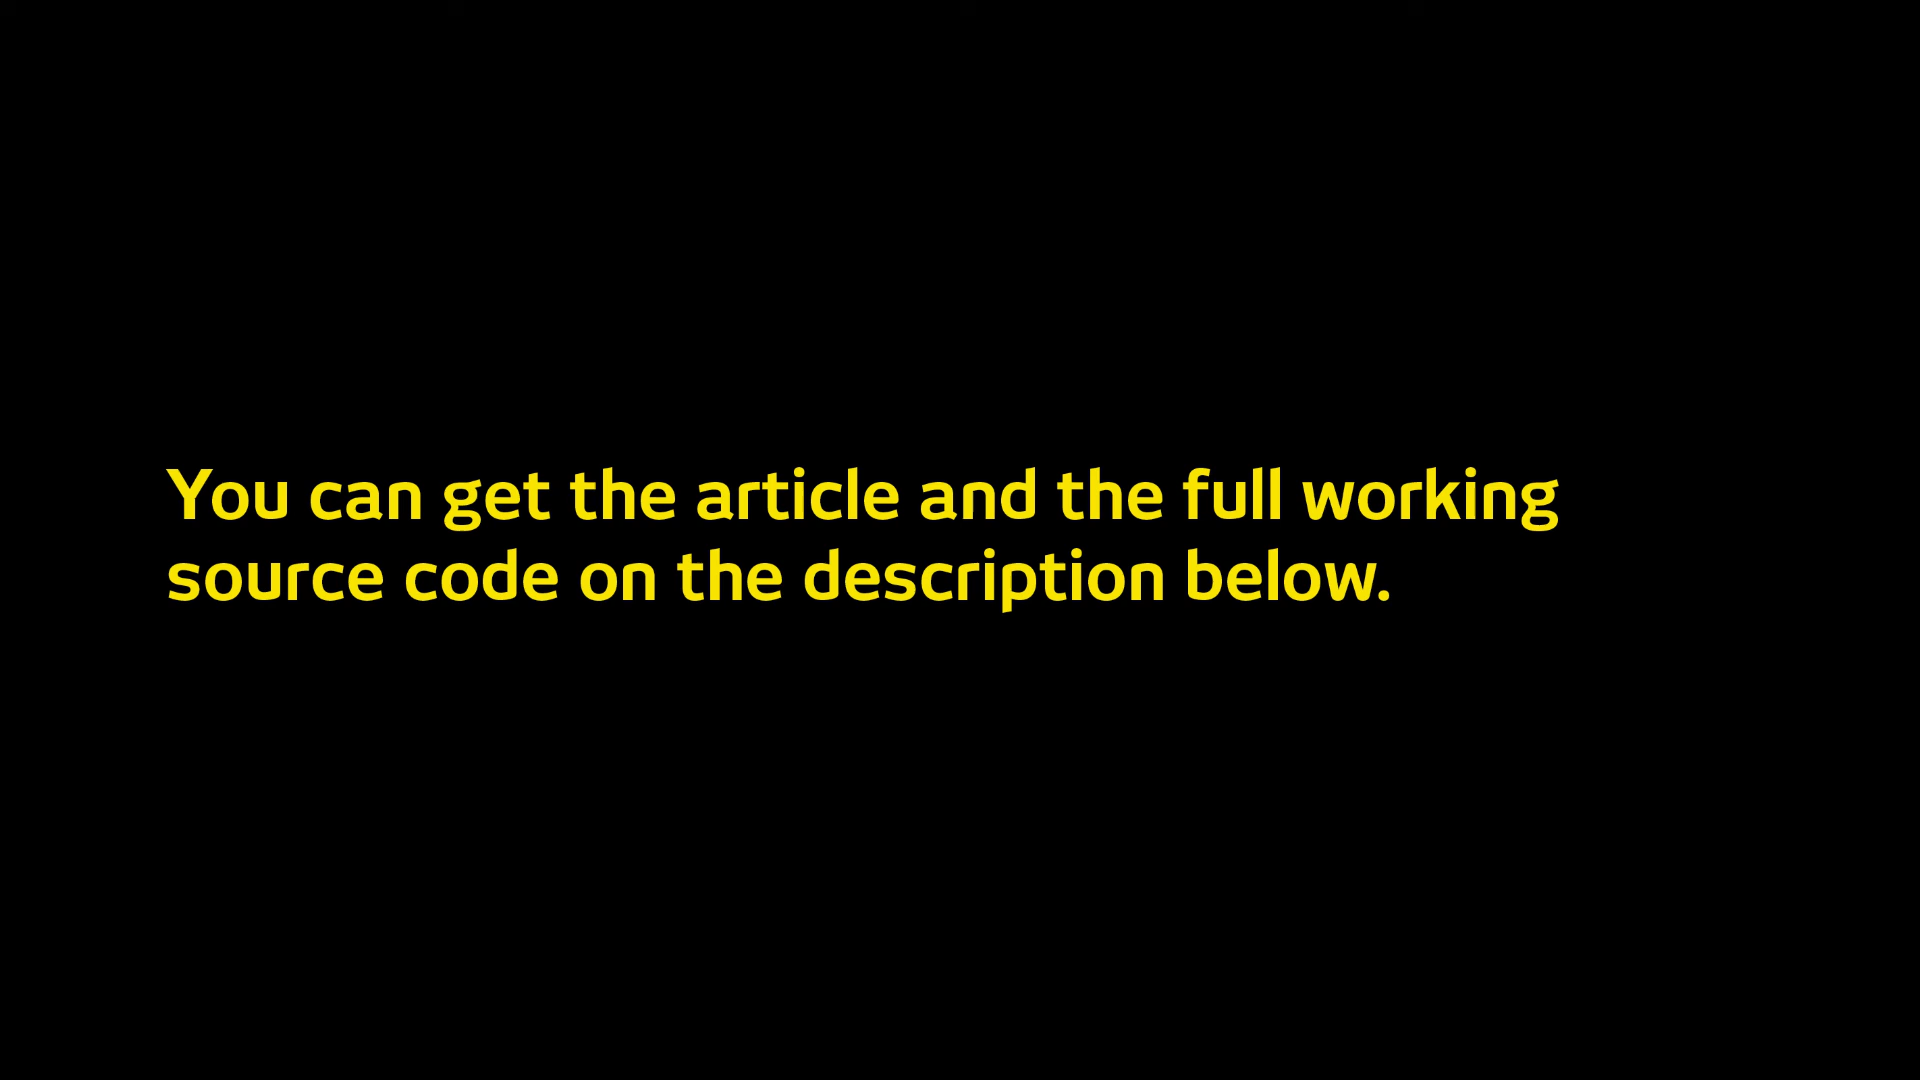 You can get the article and the full working
source code on the description below.